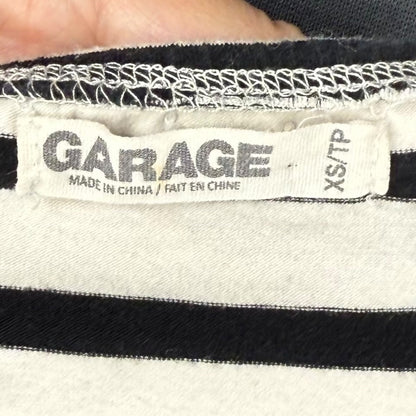 GARAGE
MADE IN CHINA / FAIT EN CHINE
XS/TP